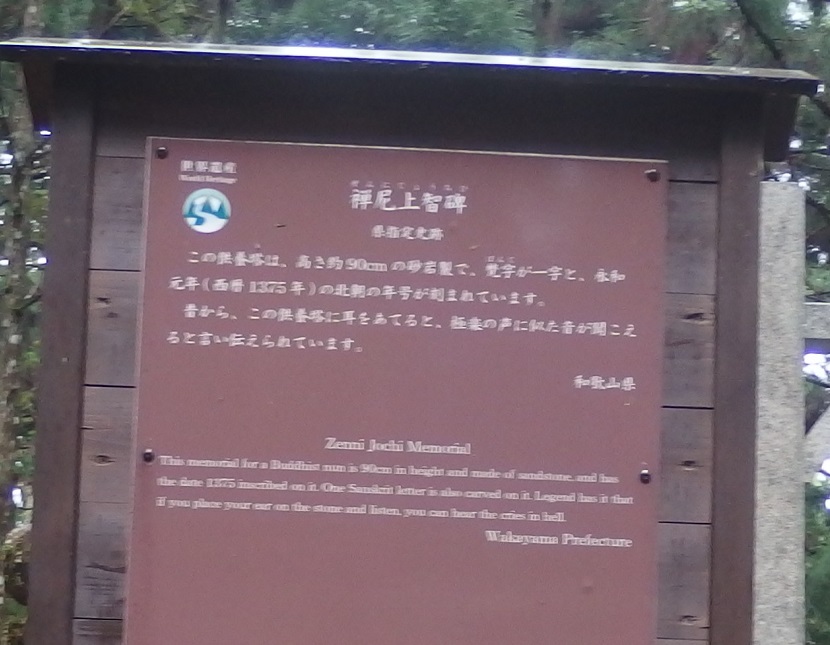 世界遺産
World Heritage
ぜんにじょうちひ
禅尼上智碑
県指定史跡
この供養塔は、高さ約90cmの砂岩製で、梵字が一字と、永和
ぼんじ
元年(西暦1375年)の北朝の年号が刻まれています。
昔から、この供養塔に耳をあてると、極楽の声に似た音が聞こえ
ると言い伝えられています。
和歌山県
Zenni Jochi Memorial
This memorial for a Buddhist nun is 90cm in height and made of sandstone, and has
the date 1375 inscribed on it. One Sanskrit letter is also carved on it. Legend has it that
if you place your ear on the stone and listen, you can hear the cries in hell.
Wakayama Prefecture